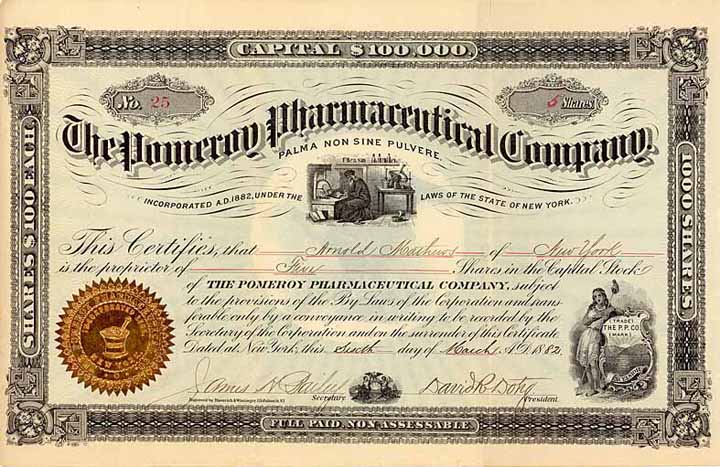 CAPITAL $100,000.
No. 25
5 Shares
The Pomeroy Pharmaceutical Company.
PALMA NON SINE PULVERE.
INCORPORATED A.D. 1882, UNDER THE LAWS OF THE STATE OF NEW YORK.
SHARES $100 EACH
1000 SHARES
This Certifies, that Arnold Mathews of New York
is the proprietor of Five Shares in the Capital Stock
of THE POMEROY PHARMACEUTICAL COMPANY, subject
to the provisions of the By Laws of the Corporation and trans-
ferable only by a conveyance in writing to be recorded by the
Secretary of the Corporation and on the surrender of this Certificate.
Dated at New York, this Sixth day of March A.D. 1882.
(TRADE)
THE P.P. CO.
(MARK)
James H.
Secretary
David R.
President
FULL PAID, NON ASSESSABLE.